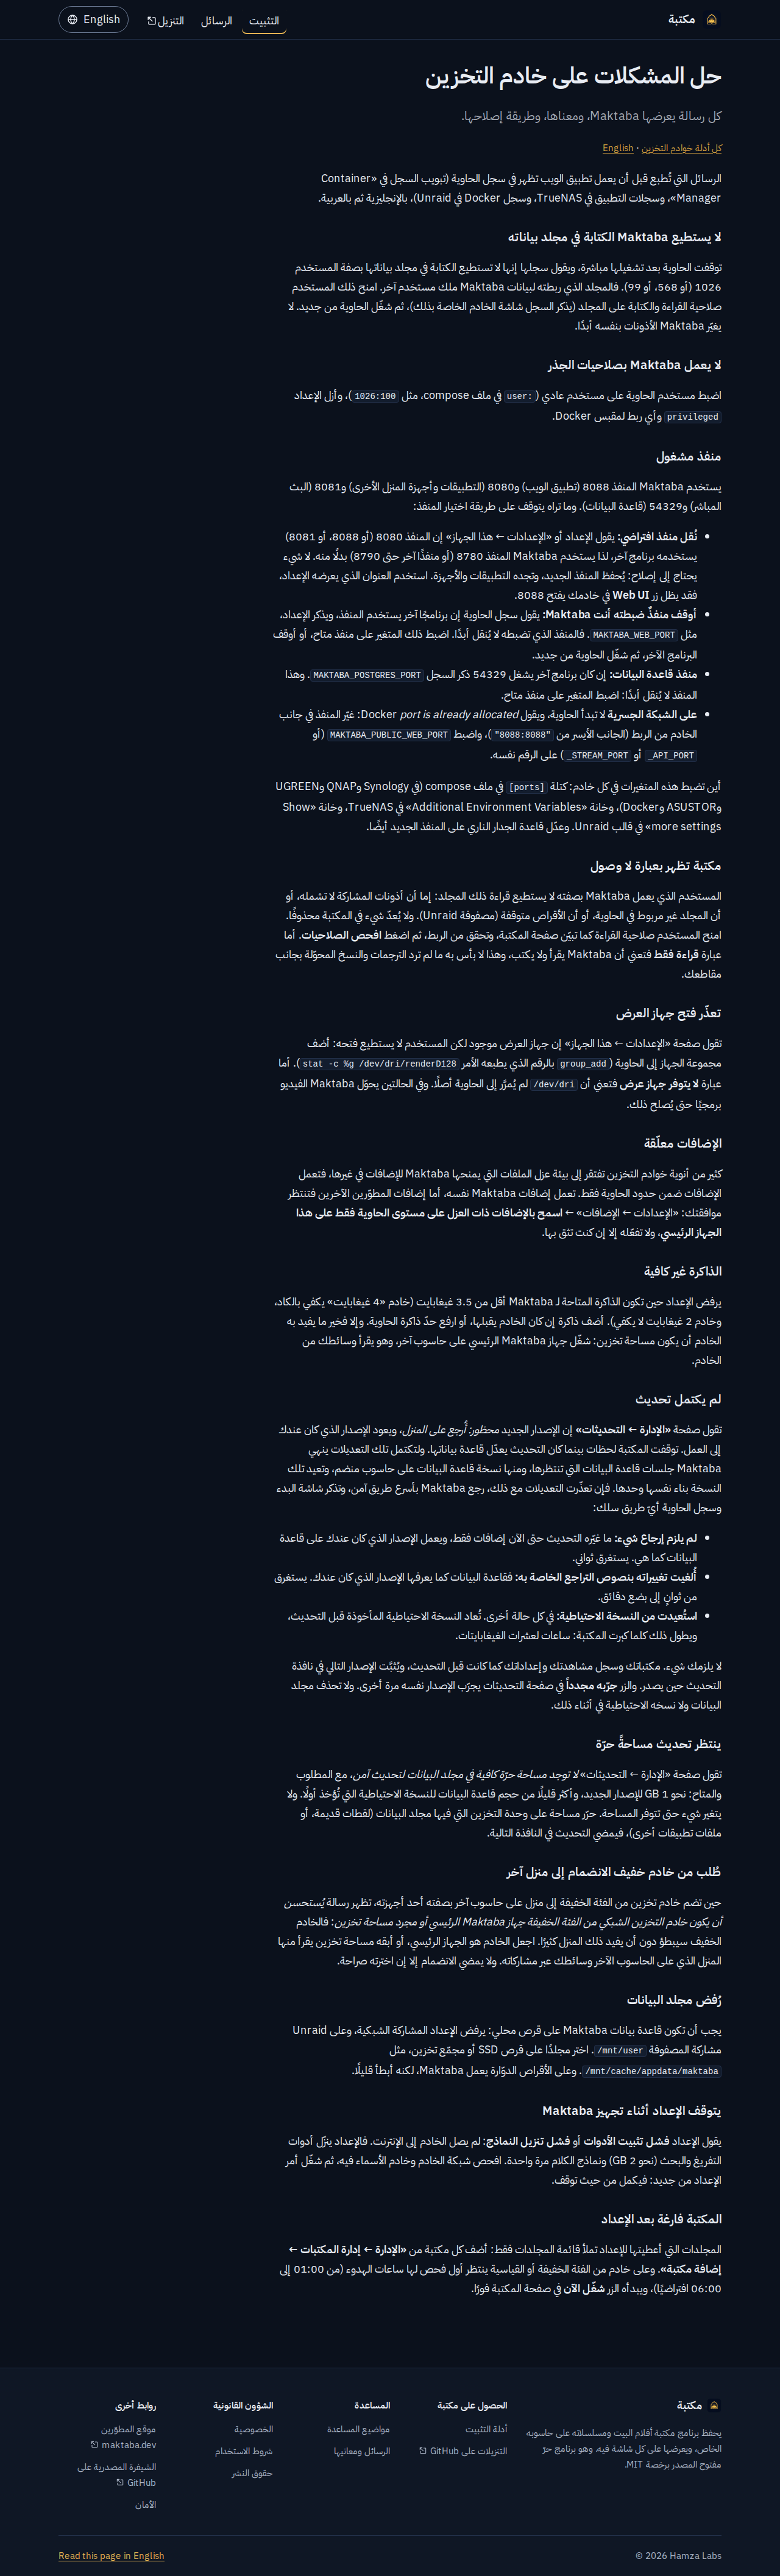 مكتبة
التثبيت
الرسائل
التنزيل
English
حل المشكلات على خادم التخزين
كل رسالة يعرضها Maktaba، ومعناها، وطريقة إصلاحها.
كل أدلة خوادم التخزين · English
الرسائل التي تُطبع قبل أن يعمل تطبيق الويب تظهر في سجل الحاوية (تبويب السجل في «Container
Manager»، وسجلات التطبيق في TrueNAS، وسجل Docker في Unraid)، بالإنجليزية ثم بالعربية.
لا يستطيع Maktaba الكتابة في مجلد بياناته
توقفت الحاوية بعد تشغيلها مباشرة، ويقول سجلها إنها لا تستطيع الكتابة في مجلد بياناتها بصفة المستخدم
1026 (أو 568، أو 99). فالمجلد الذي ربطته لبيانات Maktaba ملك مستخدم آخر. امنح ذلك المستخدم
صلاحية القراءة والكتابة على المجلد (يذكر السجل شاشة الخادم الخاصة بذلك)، ثم شغّل الحاوية من جديد. لا
يغيّر Maktaba الأذونات بنفسه أبدًا.
لا يعمل Maktaba بصلاحيات الجذر
اضبط مستخدم الحاوية على مستخدم عادي (user: في ملف compose، مثل 1026:100)، وأزل الإعداد
privileged وأي ربط لمقبس Docker.
منفذ مشغول
يستخدم Maktaba المنفذ 8088 (تطبيق الويب) و8080 (التطبيقات وأجهزة المنزل الأخرى) و8081 (البث
المباشر) و54329 (قاعدة البيانات). وما تراه يتوقف على طريقة اختيار المنفذ:
• نُقل منفذ افتراضي: يقول الإعداد أو «الإعدادات ← هذا الجهاز» إن المنفذ 8080 (أو 8088، أو 8081)
يستخدمه برنامج آخر، لذا يستخدم Maktaba المنفذ 8780 (أو منفذًا آخر حتى 8790) بدلًا منه. لا شيء
يحتاج إلى إصلاح: يُحفظ المنفذ الجديد، وتجده التطبيقات والأجهزة. استخدم العنوان الذي يعرضه الإعداد،
فقد يظل زر Web UI في خادمك يفتح 8088.
• أوقف منفذٌ ضبطته أنت Maktaba: يقول سجل الحاوية إن برنامجًا آخر يستخدم المنفذ، ويذكر الإعداد،
مثل MAKTABA_WEB_PORT. فالمنفذ الذي تضبطه لا يُنقل أبدًا. اضبط ذلك المتغير على منفذ متاح، أو أوقف
البرنامج الآخر، ثم شغّل الحاوية من جديد.
• منفذ قاعدة البيانات: إن كان برنامج آخر يشغل 54329 ذكر السجل MAKTABA_POSTGRES_PORT. وهذا
المنفذ لا يُنقل أبدًا: اضبط المتغير على منفذ متاح.
• على الشبكة الجسرية لا تبدأ الحاوية، ويقول Docker port is already allocated: غيّر المنفذ في جانب
الخادم من الربط (الجانب الأيسر من "8088:8088")، واضبط MAKTABA_PUBLIC_WEB_PORT (أو
_API_PORT أو _STREAM_PORT) على الرقم نفسه.
أين تضبط هذه المتغيرات في كل خادم: كتلة [ports] في ملف compose (في Synology وQNAP وUGREEN
وASUSTOR وDocker)، وخانة «Additional Environment Variables» في TrueNAS، وخانة «Show
more settings» في قالب Unraid. وعدّل قاعدة الجدار الناري على المنفذ الجديد أيضًا.
مكتبة تظهر بعبارة لا وصول
المستخدم الذي يعمل Maktaba بصفته لا يستطيع قراءة ذلك المجلد: إما أن أذونات المشاركة لا تشمله، أو
أن المجلد غير مربوط في الحاوية، أو أن الأقراص متوقفة (مصفوفة Unraid). ولا يُعدّ شيء في المكتبة محذوفًا.
امنح المستخدم صلاحية القراءة كما تبيّن صفحة المكتبة، وتحقق من الربط، ثم اضغط افحص الصلاحيات. أما
عبارة قراءة فقط فتعني أن Maktaba يقرأ ولا يكتب، وهذا لا بأس به ما لم ترد الترجمات والنسخ المحوّلة بجانب
مقاطعك.
تعذّر فتح جهاز العرض
تقول صفحة «الإعدادات ← هذا الجهاز» إن جهاز العرض موجود لكن المستخدم لا يستطيع فتحه: أضف
مجموعة الجهاز إلى الحاوية (group_add بالرقم الذي يطبعه الأمر stat -c %g /dev/dri/renderD128). أما
عبارة لا يتوفر جهاز عرض فتعني أن /dev/dri لم يُمرَّر إلى الحاوية أصلًا. وفي الحالتين يحوّل Maktaba الفيديو
برمجيًا حتى يُصلح ذلك.
الإضافات معلّقة
كثير من أنوية خوادم التخزين تفتقر إلى بيئة عزل الملفات التي يمنحها Maktaba للإضافات في غيرها، فتعمل
الإضافات ضمن حدود الحاوية فقط. تعمل إضافات Maktaba نفسه، أما إضافات المطوّرين الآخرين فتنتظر
موافقتك: «الإعدادات ← الإضافات» ← اسمح بالإضافات ذات العزل على مستوى الحاوية فقط على هذا
الجهاز الرئيسي، ولا تفعّله إلا إن كنت تثق بها.
الذاكرة غير كافية
يرفض الإعداد حين تكون الذاكرة المتاحة لـ Maktaba أقل من 3.5 غيغابايت (خادم «4 غيغابايت» يكفي بالكاد،
وخادم 2 غيغابايت لا يكفي). أضف ذاكرة إن كان الخادم يقبلها، أو ارفع حدّ ذاكرة الحاوية. وإلا فخير ما يفيد به
الخادم أن يكون مساحة تخزين: شغّل جهاز Maktaba الرئيسي على حاسوب آخر، وهو يقرأ وسائطك من
الخادم.
لم يكتمل تحديث
تقول صفحة «الإدارة ← التحديثات» إن الإصدار الجديد محظور: أُرجع على المنزل، ويعود الإصدار الذي كان عندك
إلى العمل. توقفت المكتبة لحظات بينما كان التحديث يعدّل قاعدة بياناتها. ولتكتمل تلك التعديلات ينهي
Maktaba جلسات قاعدة البيانات التي تنتظرها، ومنها نسخة قاعدة البيانات على حاسوب منضم، وتعيد تلك
النسخة بناء نفسها وحدها. فإن تعذّرت التعديلات مع ذلك، رجع Maktaba بأسرع طريق آمن، وتذكر شاشة البدء
وسجل الحاوية أيّ طريق سلك:
• لم يلزم إرجاع شيء: ما غيّره التحديث حتى الآن إضافات فقط، ويعمل الإصدار الذي كان عندك على قاعدة
البيانات كما هي. يستغرق ثواني.
• أُلغيت تغييراته بنصوص التراجع الخاصة به: فقاعدة البيانات كما يعرفها الإصدار الذي كان عندك. يستغرق
من ثوانٍ إلى بضع دقائق.
• استُعيدت من النسخة الاحتياطية: في كل حالة أخرى. تُعاد النسخة الاحتياطية المأخوذة قبل التحديث،
ويطول ذلك كلما كبرت المكتبة: ساعات لعشرات الغيغابايتات.
لا يلزمك شيء. مكتباتك وسجل مشاهدتك وإعداداتك كما كانت قبل التحديث، ويُثبَّت الإصدار التالي في نافذة
التحديث حين يصدر. والزر جرّبه مجدداً في صفحة التحديثات يجرّب الإصدار نفسه مرة أخرى. ولا تحذف مجلد
البيانات ولا نسخه الاحتياطية في أثناء ذلك.
ينتظر تحديث مساحةً حرّة
تقول صفحة «الإدارة ← التحديثات» لا توجد مساحة حرّة كافية في مجلد البيانات لتحديث آمن، مع المطلوب
والمتاح: نحو 1 GB للإصدار الجديد، وأكثر قليلًا من حجم قاعدة البيانات للنسخة الاحتياطية التي تُؤخذ أولًا. ولا
يتغير شيء حتى تتوفر المساحة. حرّر مساحة على وحدة التخزين التي فيها مجلد البيانات (لقطات قديمة، أو
ملفات تطبيقات أخرى)، فيمضي التحديث في النافذة التالية.
طُلب من خادم خفيف الانضمام إلى منزل آخر
حين تضم خادم تخزين من الفئة الخفيفة إلى منزل على حاسوب آخر بصفته أحد أجهزته، تظهر رسالة يُستحسن
أن يكون خادم التخزين الشبكي من الفئة الخفيفة جهاز Maktaba الرئيسي أو مجرد مساحة تخزين: فالخادم
الخفيف سيبطؤ دون أن يفيد ذلك المنزل كثيرًا. اجعل الخادم هو الجهاز الرئيسي، أو أبقه مساحة تخزين يقرأ منها
المنزل الذي على الحاسوب الآخر وسائطك عبر مشاركاته. ولا يمضي الانضمام إلا إن اخترته صراحة.
رُفض مجلد البيانات
يجب أن تكون قاعدة بيانات Maktaba على قرص محلي: يرفض الإعداد المشاركة الشبكية، وعلى Unraid
مشاركة المصفوفة /mnt/user. اختر مجلدًا على قرص SSD أو مجمّع تخزين، مثل
/mnt/cache/appdata/maktaba. وعلى الأقراص الدوّارة يعمل Maktaba، لكنه أبطأ قليلًا.
يتوقف الإعداد أثناء تجهيز Maktaba
يقول الإعداد فشل تثبيت الأدوات أو فشل تنزيل النماذج: لم يصل الخادم إلى الإنترنت. فالإعداد ينزّل أدوات
التفريغ والبحث (نحو 2 GB) ونماذج الكلام مرة واحدة. افحص شبكة الخادم وخادم الأسماء فيه، ثم شغّل أمر
الإعداد من جديد: فيكمل من حيث توقف.
المكتبة فارغة بعد الإعداد
المجلدات التي أعطيتها للإعداد تملأ قائمة المجلدات فقط: أضف كل مكتبة من «الإدارة ← إدارة المكتبات ←
إضافة مكتبة». وعلى خادم من الفئة الخفيفة أو القياسية ينتظر أول فحص لها ساعات الهدوء (من 01:00 إلى
06:00 افتراضيًا)، ويبدأه الزر شغّل الآن في صفحة المكتبة فورًا.
مكتبة
يحفظ برنامج مكتبة أفلام البيت ومسلسلاته على حاسوبه
الخاص، ويعرضها على كل شاشة فيه. وهو برنامج حرّ
مفتوح المصدر برخصة MIT.
الحصول على مكتبة
أدلة التثبيت
التنزيلات على GitHub
المساعدة
مواضيع المساعدة
الرسائل ومعانيها
الشؤون القانونية
الخصوصية
شروط الاستخدام
حقوق النشر
روابط أخرى
موقع المطوّرين
maktaba.dev
الشيفرة المصدرية على
GitHub
الأمان
© 2026 Hamza Labs
Read this page in English